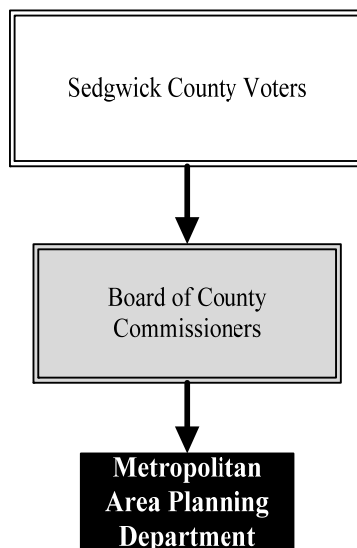 Sedgwick County Voters
Board of County
Commissioners
Metropolitan
Area Planning
Department